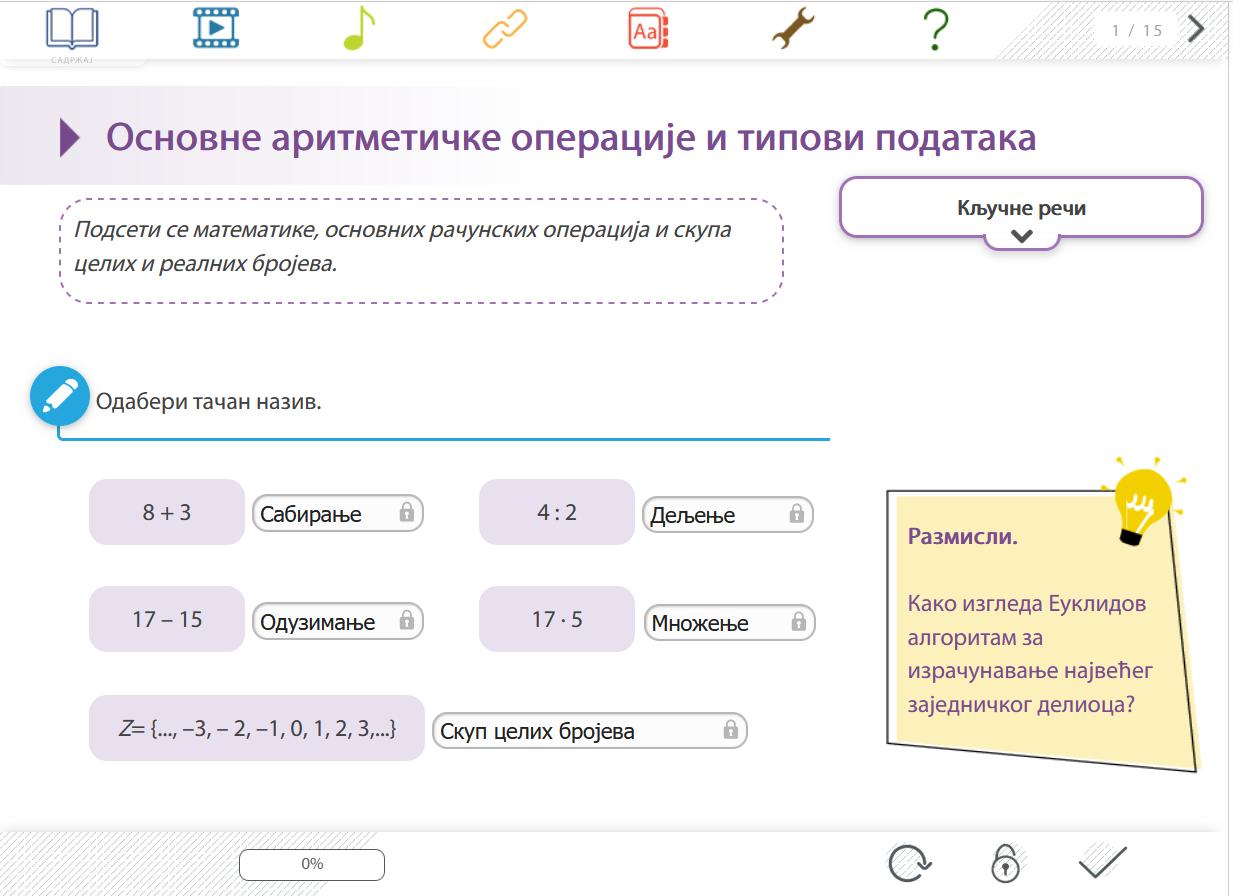 Aa
1 / 15
САДРЖАЈ
Основне аритметичке операције и типови података
Подсети се математике, основних рачунских операција и скупа
целих и реалних бројева.
Кључне речи
Одабери тачан назив.
8 + 3
Сабирање
4 : 2
Дељење
17 – 15
Одузимање
17 · 5
Множење
Z= {..., –3, – 2, –1, 0, 1, 2, 3,...}
Скуп целих бројева
Размисли.
Како изгледа Еуклидов
алгоритам за
израчунавање највећег
заједничког делиоца?
0%